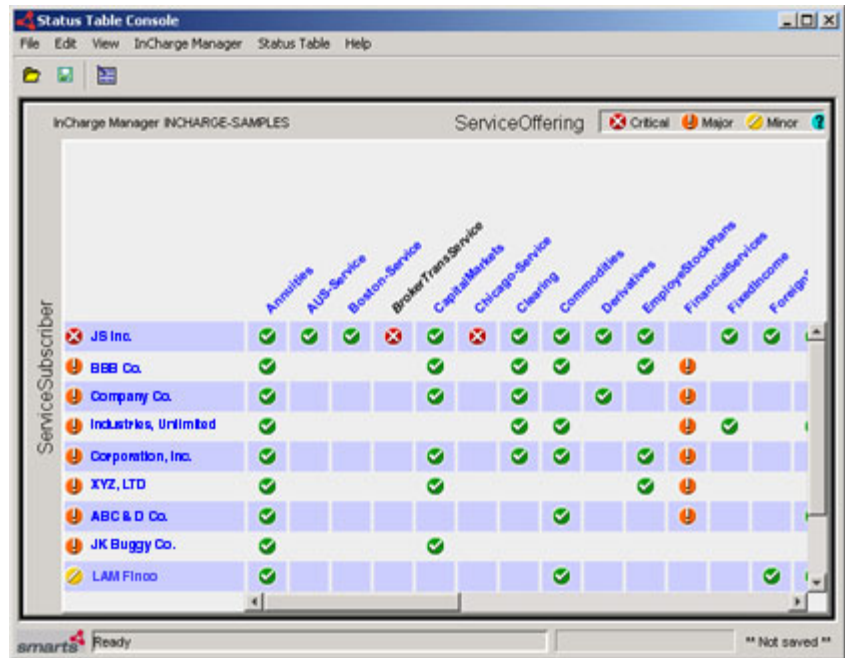 Status Table Console
File Edit View InCharge Manager Status Table Help
InCharge Manager INCHARGE-SAMPLES
ServiceOffering
Critical Major Minor ?
Annuities
AUS-Service
Boston-Service
BrokerTransService
CapitalMarkets
Chicago-Service
Clearing
Commodities
Derivatives
EmployeStockPlans
FinancialServices
FixedIncome
ServiceSubscriber
JS Inc.
BBB Co.
Company Co.
Industries, Unlimited
Corporation, Inc.
XYZ, LTD
ABC & D Co.
JK Buggy Co.
LAM Finco
smarts
Ready
** Not saved **